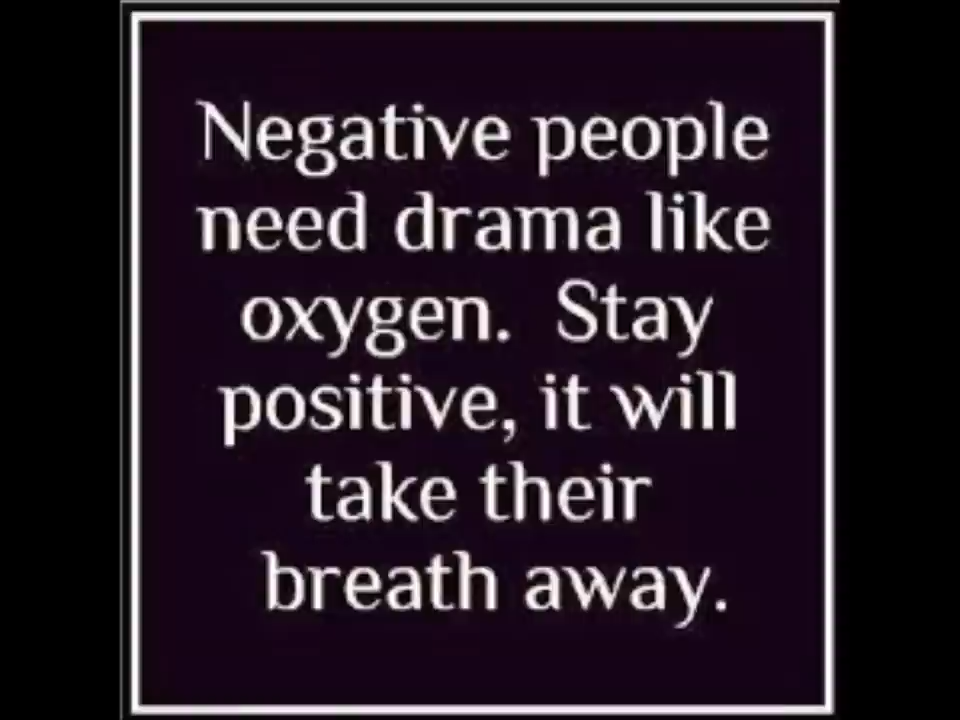 Negative people
need drama like
oxygen. Stay
positive, it will
take their
breath away.